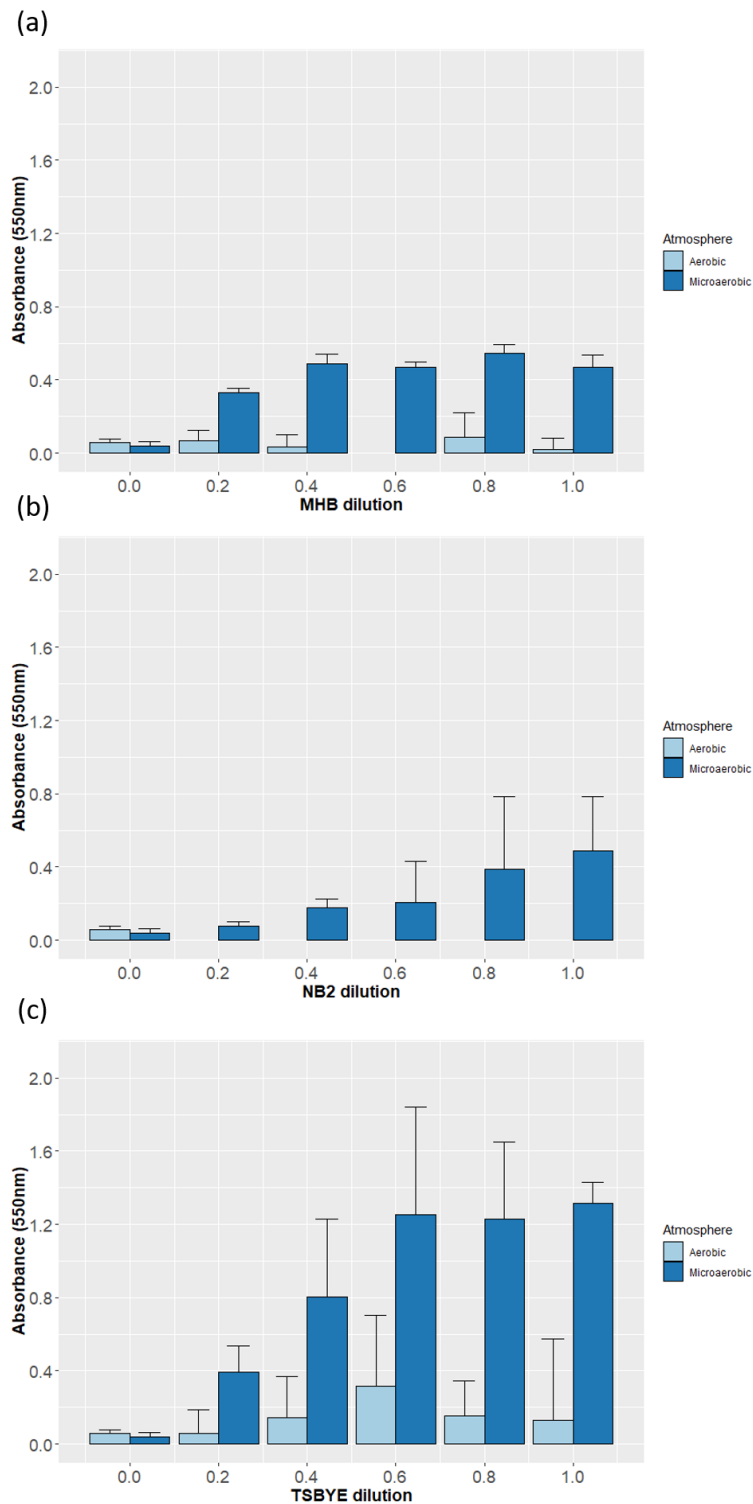 (a)
2.0
1.6
1.2
0.8
0.4
0.0
Absorbance (550nm)
0.0 0.2 0.4 0.6 0.8 1.0
MHB dilution
Atmosphere
Aerobic
Microaerobic
(b)
2.0
1.6
1.2
0.8
0.4
0.0
Absorbance (550nm)
0.0 0.2 0.4 0.6 0.8 1.0
NB2 dilution
Atmosphere
Aerobic
Microaerobic
(c)
2.0
1.6
1.2
0.8
0.4
0.0
Absorbance (550nm)
0.0 0.2 0.4 0.6 0.8 1.0
TSBYE dilution
Atmosphere
Aerobic
Microaerobic